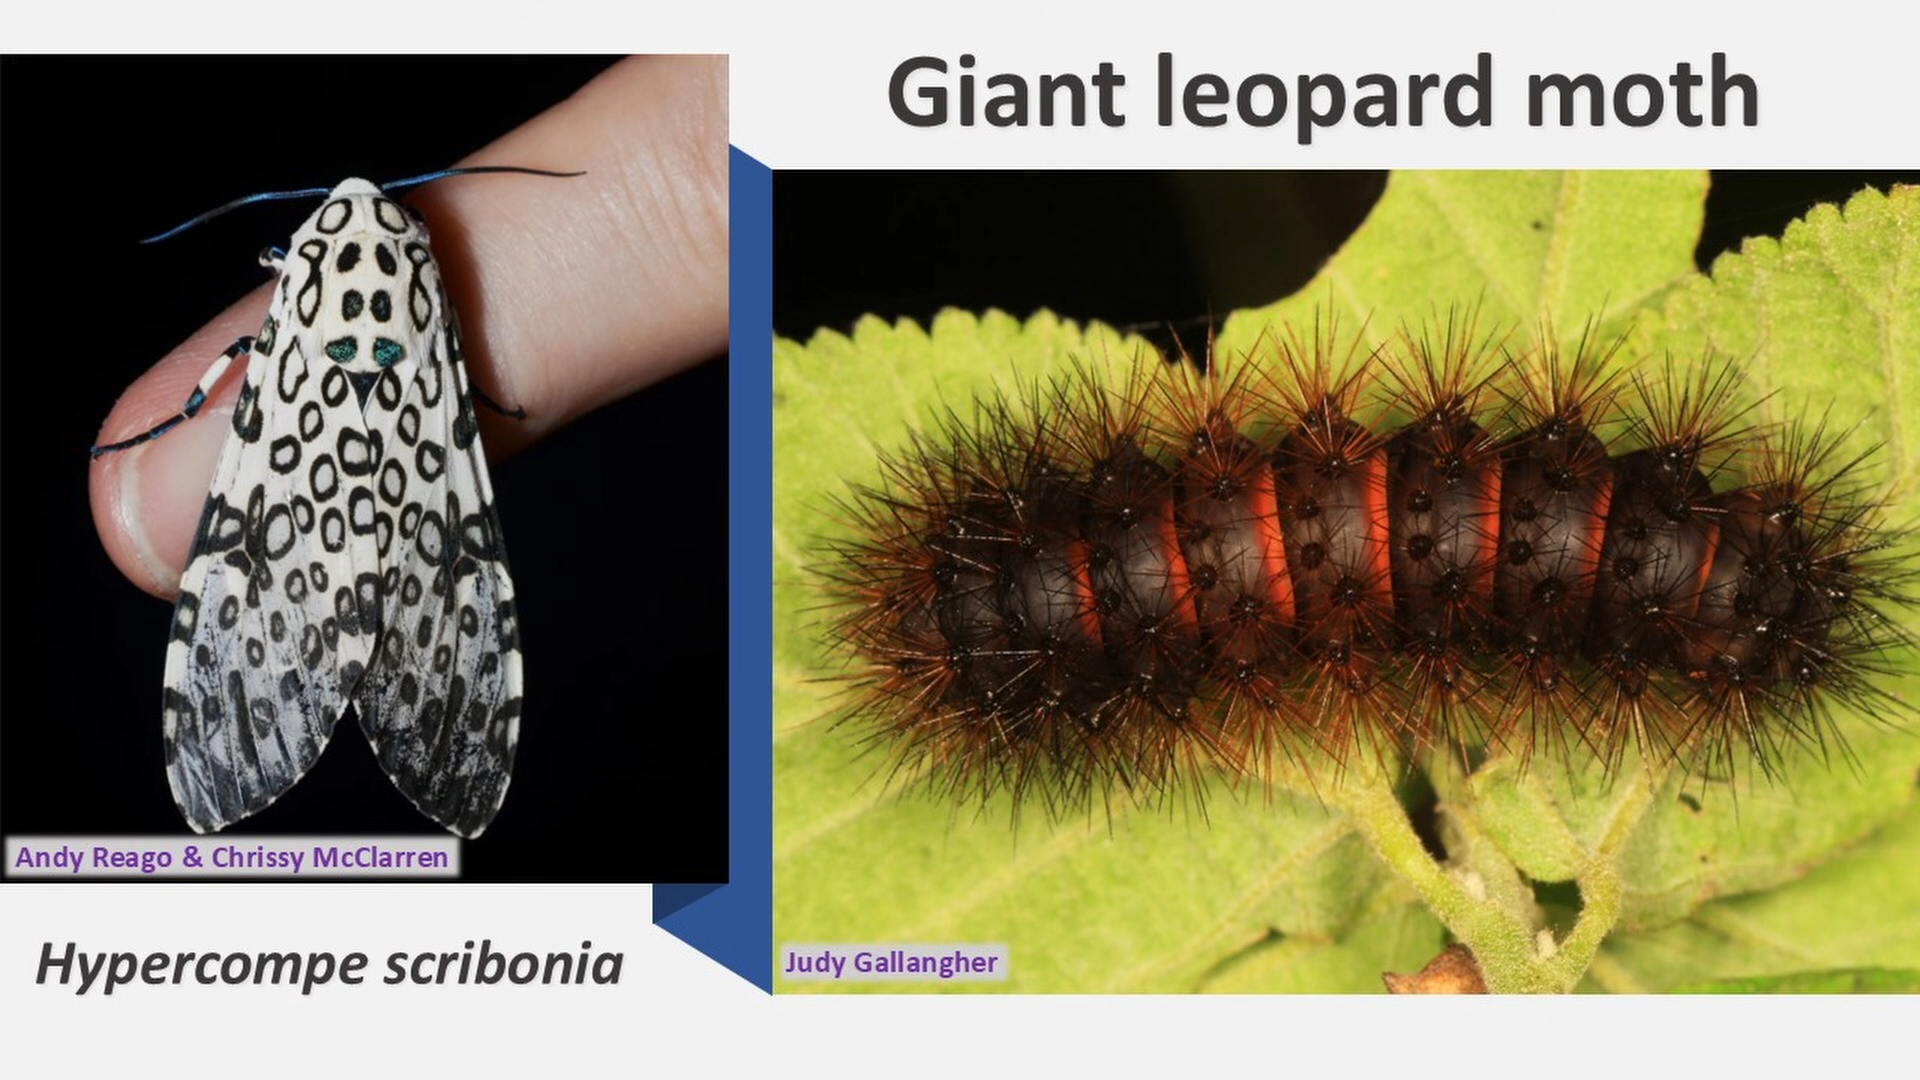 Giant leopard moth
Andy Reago & Chrissy McClarren
Hypercompe scribonia
Judy Gallangher